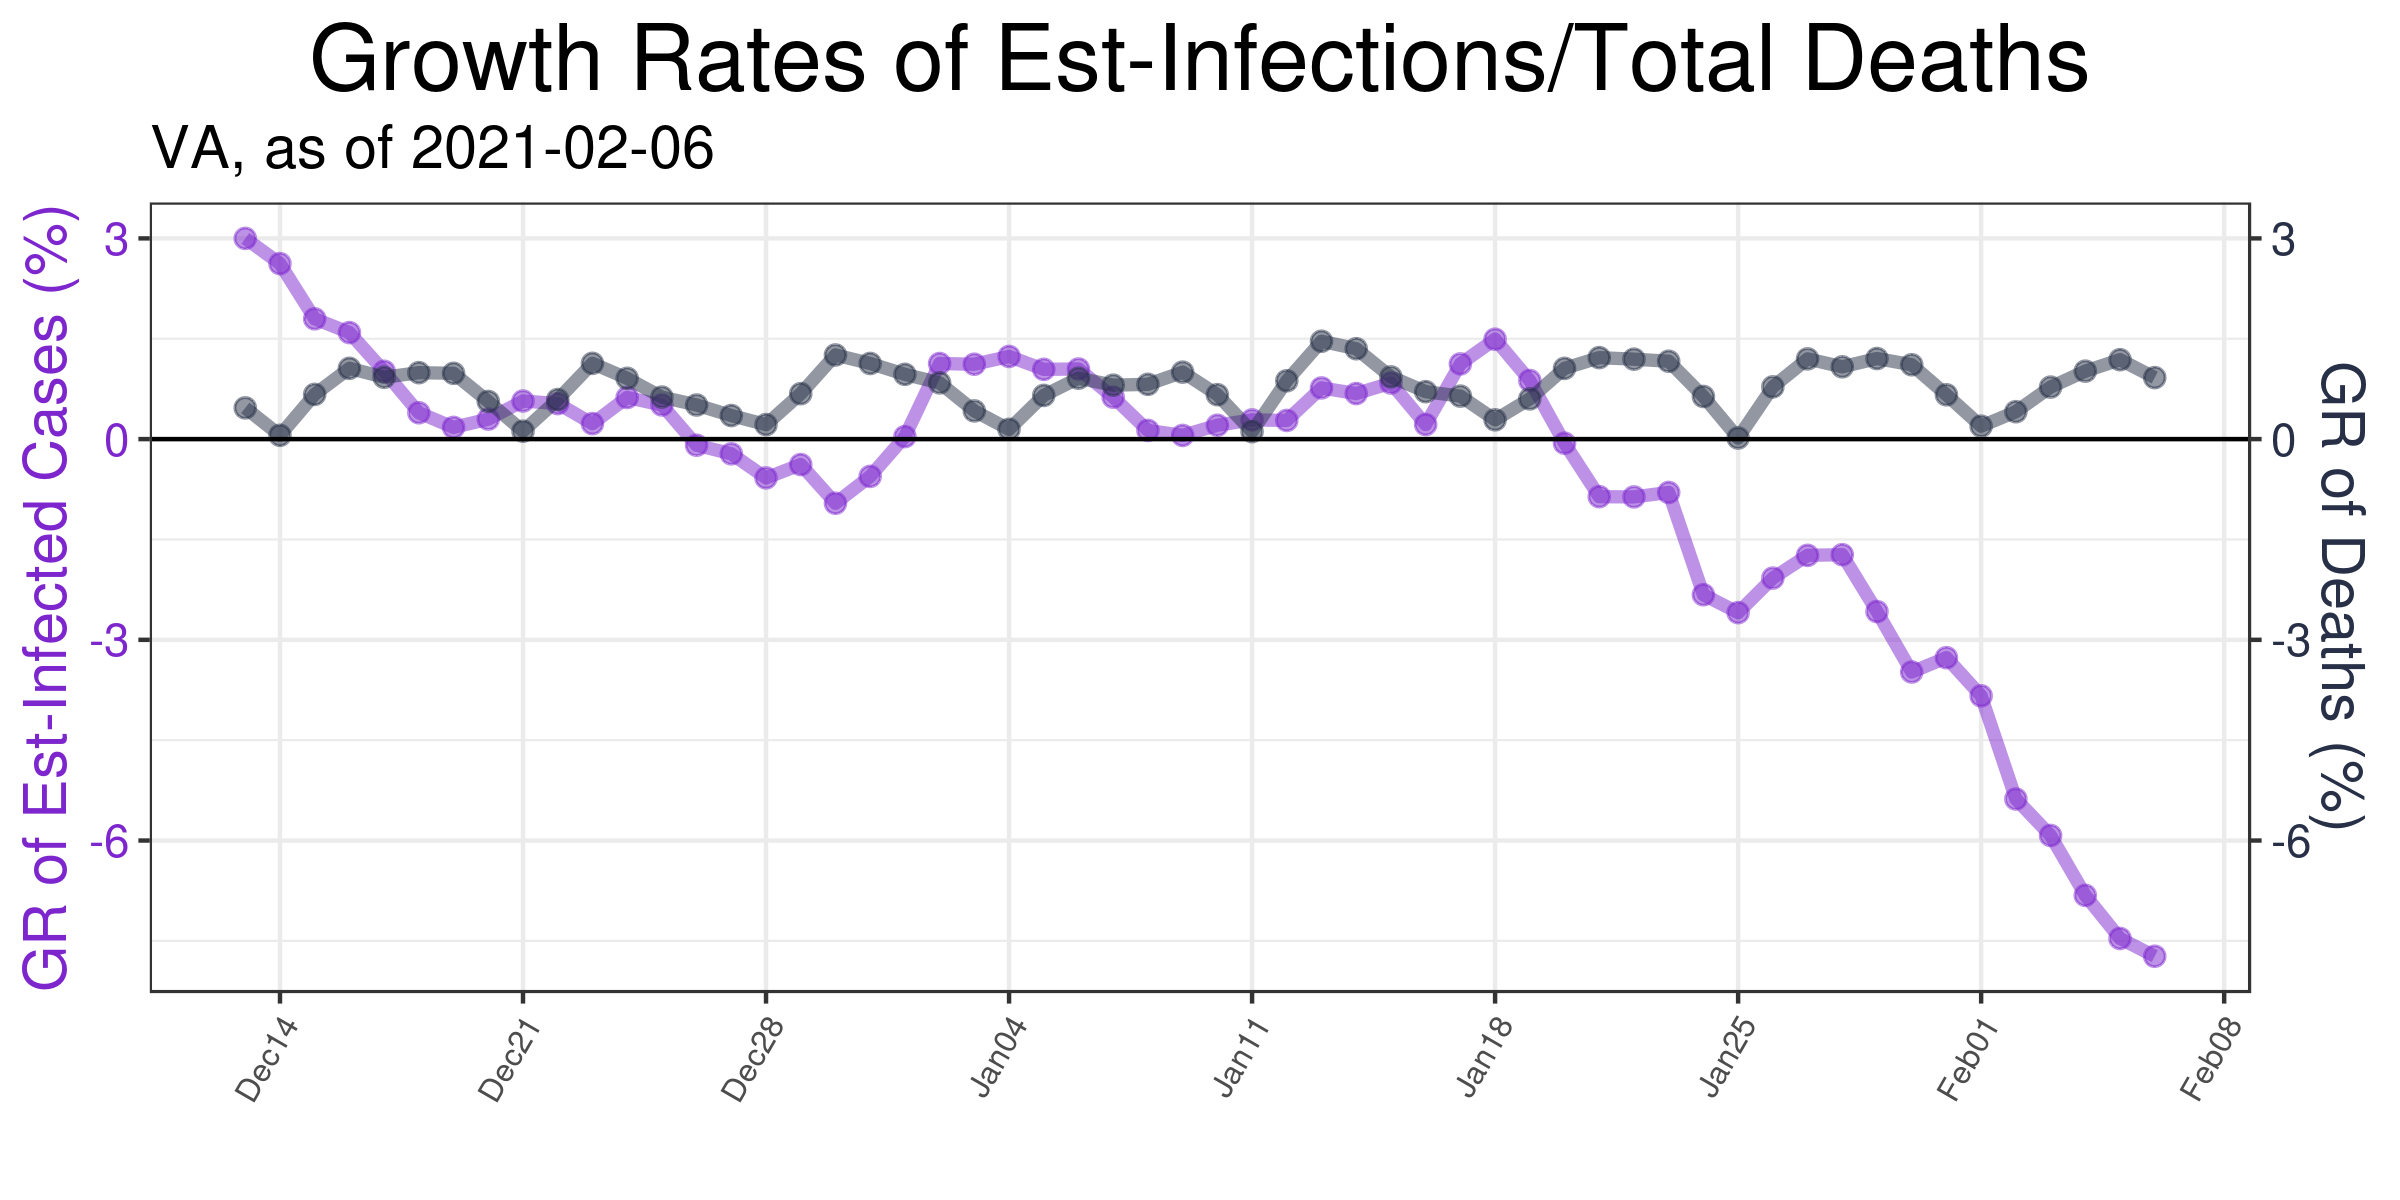 Growth Rates of Est-Infections/Total Deaths
VA, as of 2021-02-06
GR of Est-Infected Cases (%)
3
0
-3
-6
3
0
-3
-6
GR of Deaths (%)
Dec14
Dec21
Dec28
Jan04
Jan11
Jan18
Jan25
Feb01
Feb08